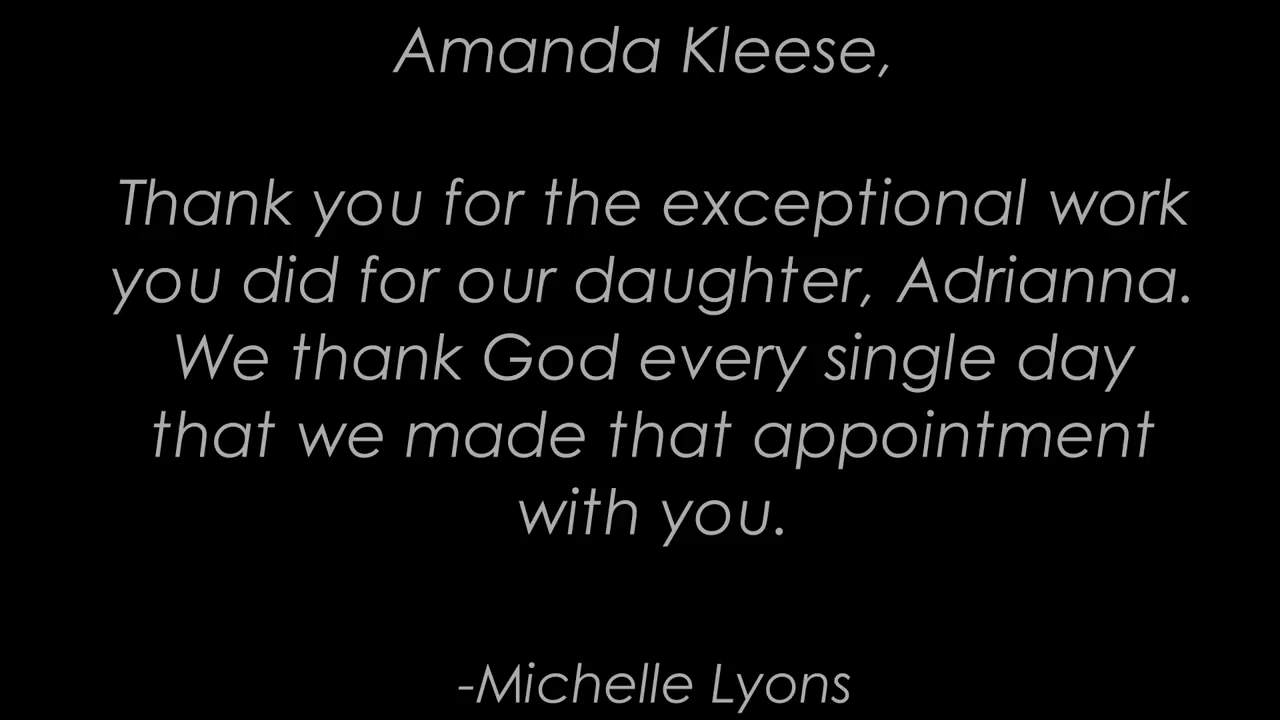 Amanda Kleese,
Thank you for the exceptional work
you did for our daughter, Adrianna.
We thank God every single day
that we made that appointment
with you.
-Michelle Lyons